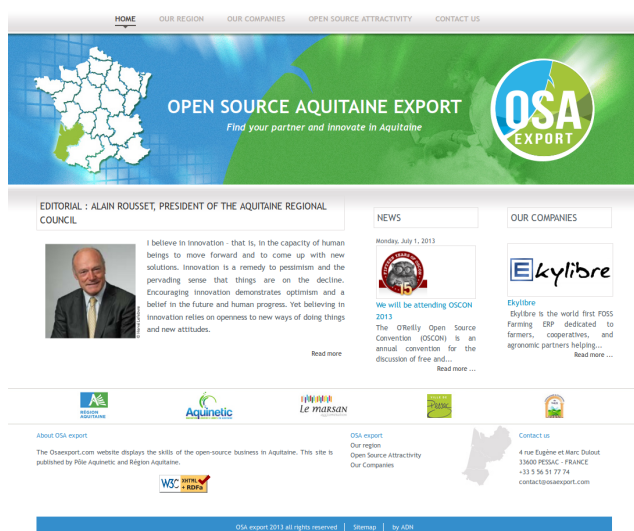 HOME OUR REGION OUR COMPANIES OPEN SOURCE ATTRACTIVITY CONTACT US
OPEN SOURCE AQUITAINE EXPORT
Find your partner and innovate in Aquitaine
OSA
EXPORT
EDITORIAL : ALAIN ROUSSET, PRESIDENT OF THE AQUITAINE REGIONAL
COUNCIL
I believe in innovation – that is, in the capacity of human
beings to move forward and to come up with new
solutions. Innovation is a remedy to pessimism and the
pervading sense that things are on the decline.
Encouraging innovation demonstrates optimism and a
belief in the future and human progress. Yet believing in
innovation relies on openness to new ways of doing things
and new attitudes.
Read more
NEWS
Monday, July 1, 2013
15
We will be attending OSCON
2013
The O'Reilly Open Source
Convention (OSCON) is an
annual convention for the
discussion of free and...
Read more ...
OUR COMPANIES
Ekylibre
Ekylibre
Ekylibre is the world first FOSS
Farming ERP dedicated to
farmers, cooperatives, and
agronomic partners helping...
Read more ...
RÉGION
AQUITAINE
Aquinetic
Le marsan
Pessac
About OSA export
The Osaexport.com website displays the skills of the open-source business in Aquitaine. This site is
published by Pôle Aquinetic and Région Aquitaine.
W3C XHTML
+ RDFa
OSA export
Our region
Open Source Attractivity
Our Companies
Contact us
4 rue Eugène et Marc Dulout
33600 PESSAC - FRANCE
+33 5 56 51 77 74
contact@osaexport.com
OSA export 2013 all rights reserved | Sitemap | by ADN